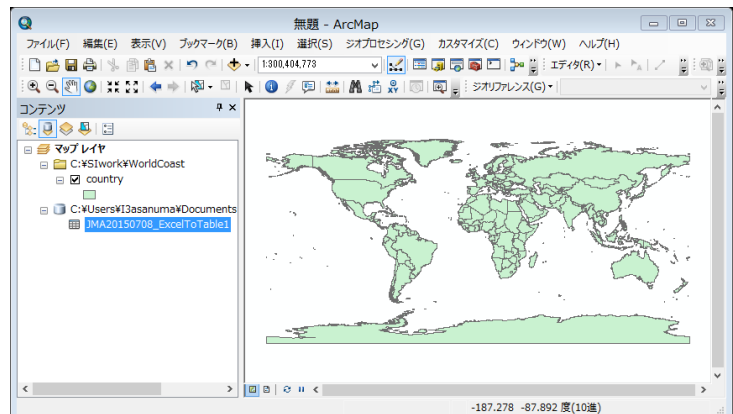 無題 - ArcMap
ファイル(F) 編集(E) 表示(V) ブックマーク(B) 挿入(I) 選択(S) ジオプロセシング(G) カスタマイズ(C) ウィンドウ(W) ヘルプ(H)
1:300,404,773 エディタ(R)
ジオリファレンス(G)
コンテンツ
マップ レイヤ
C:¥SIwork¥WorldCoast
country
C:¥Users¥I3asanuma¥Documents
JMA20150708_ExcelToTable1
-187.278 -87.892 度(10進)